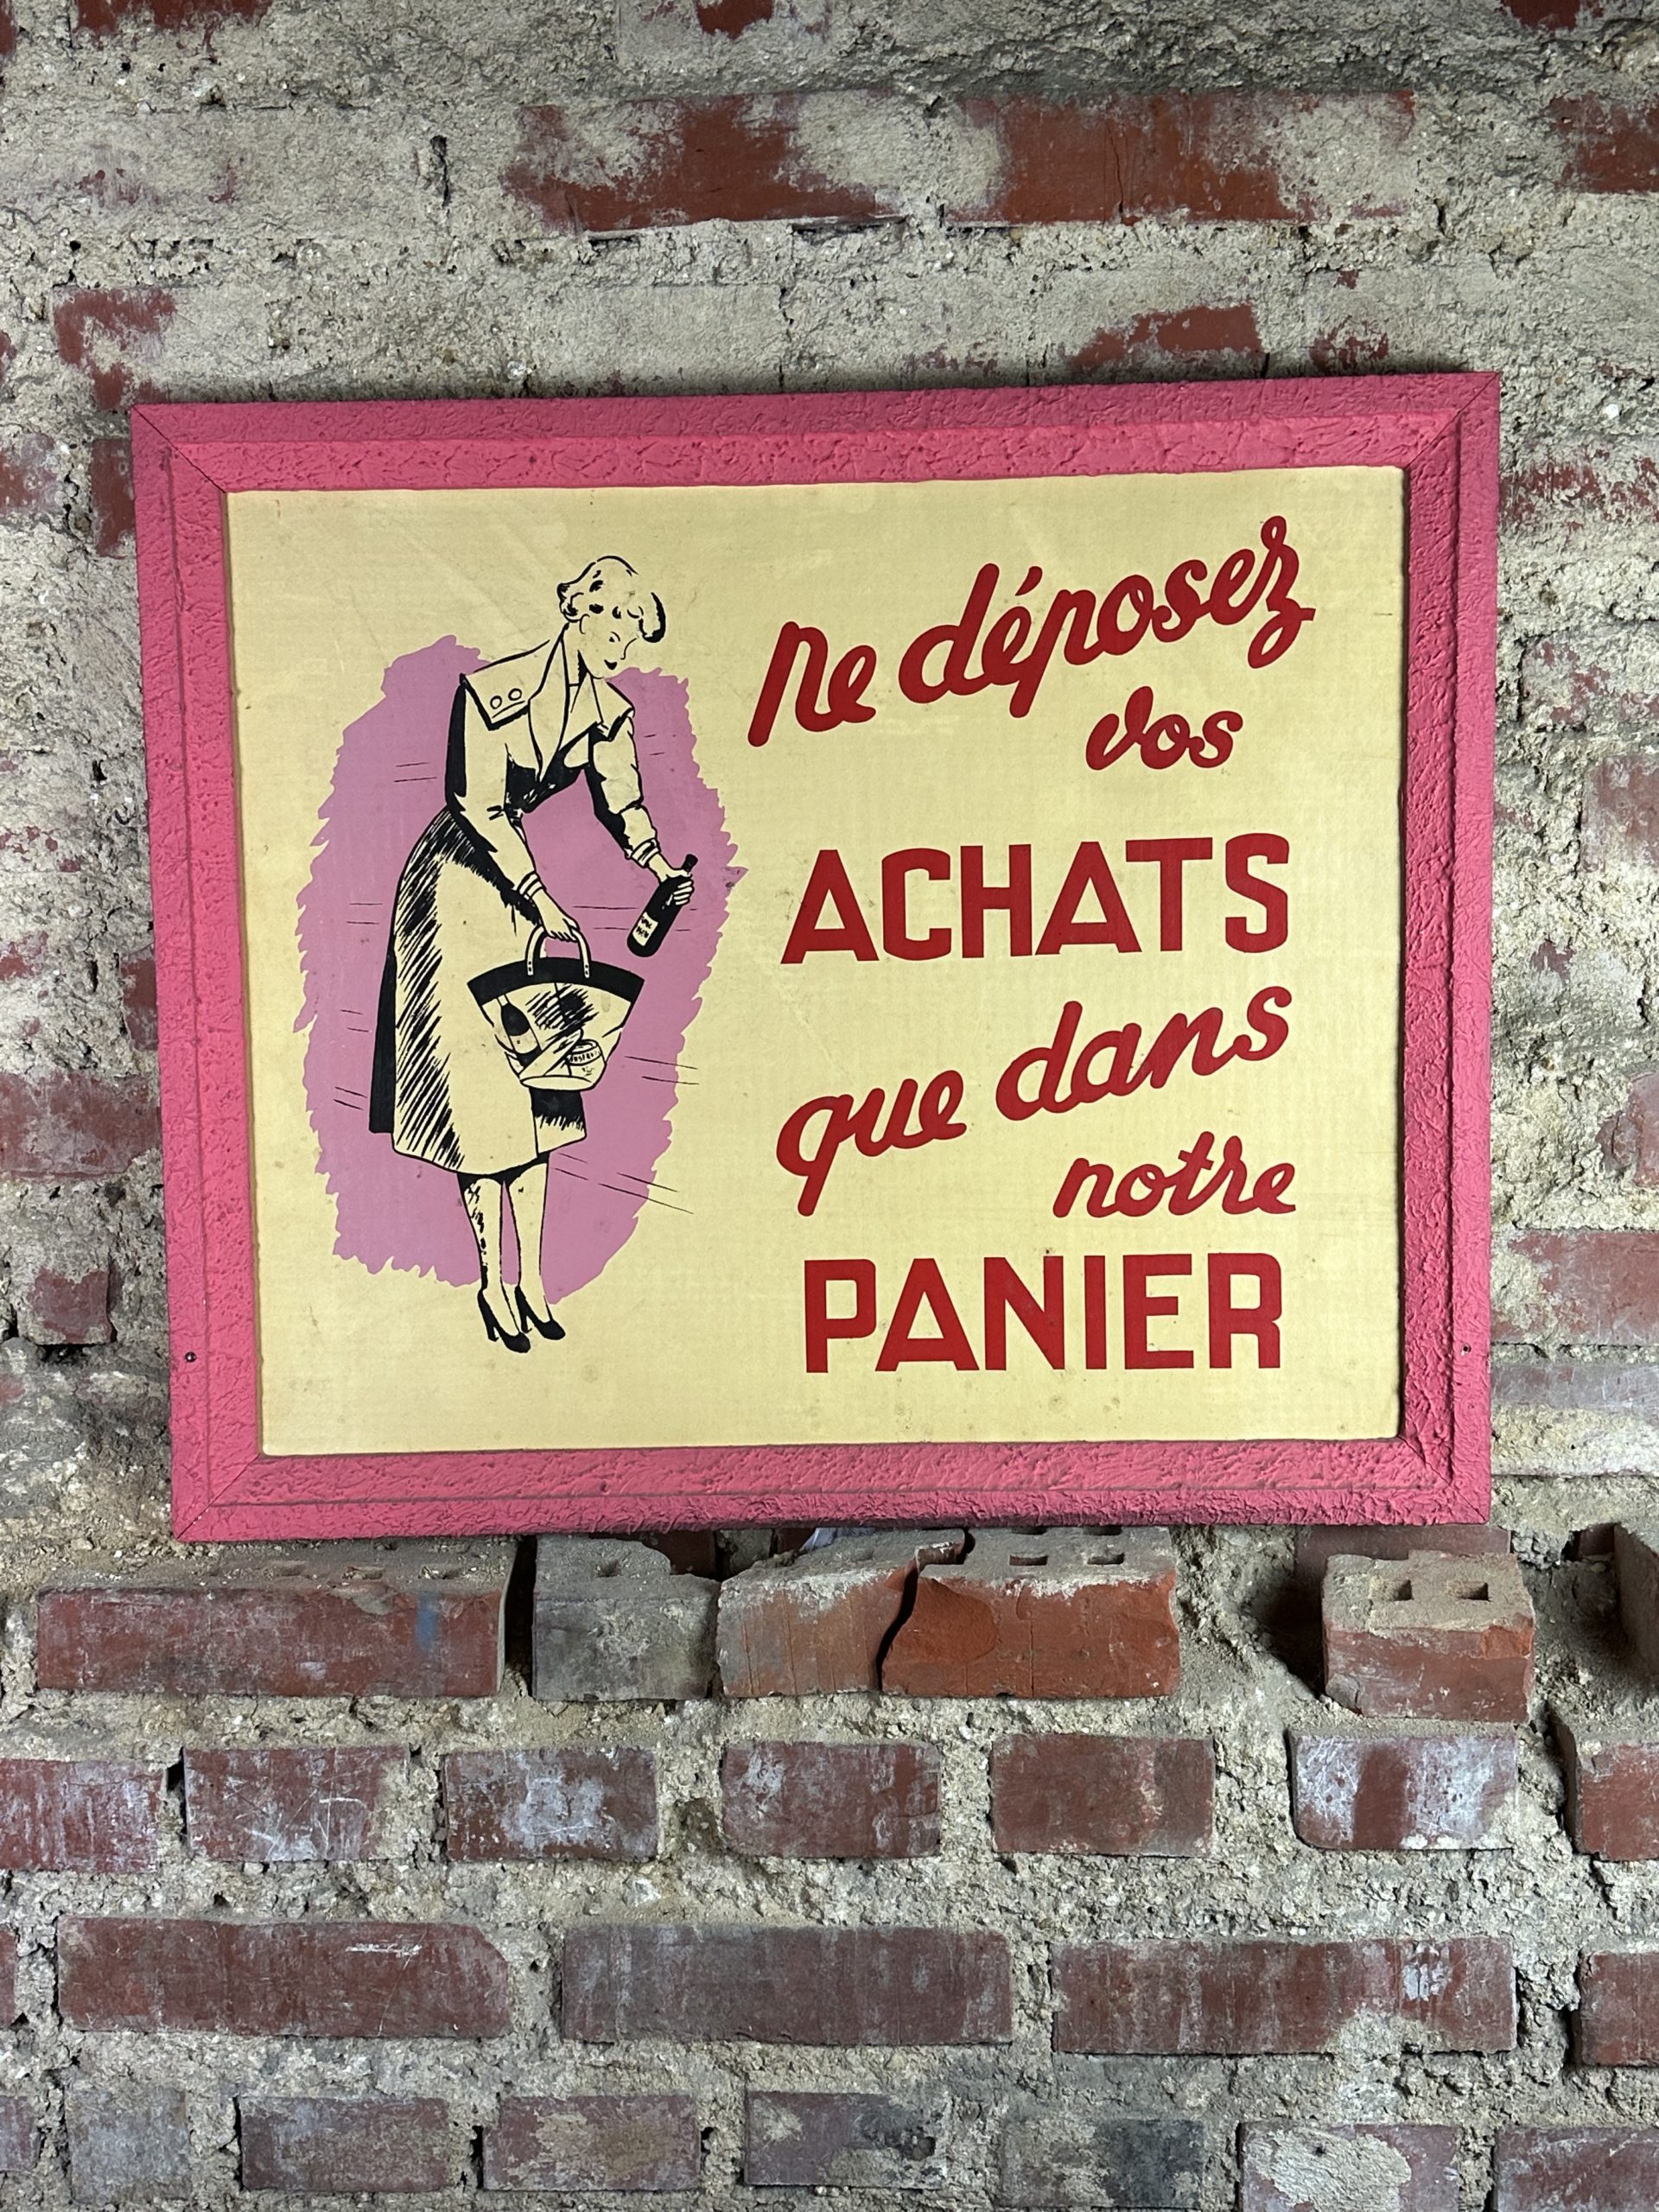 Ne déposez
vos
ACHATS
que dans
notre
PANIER